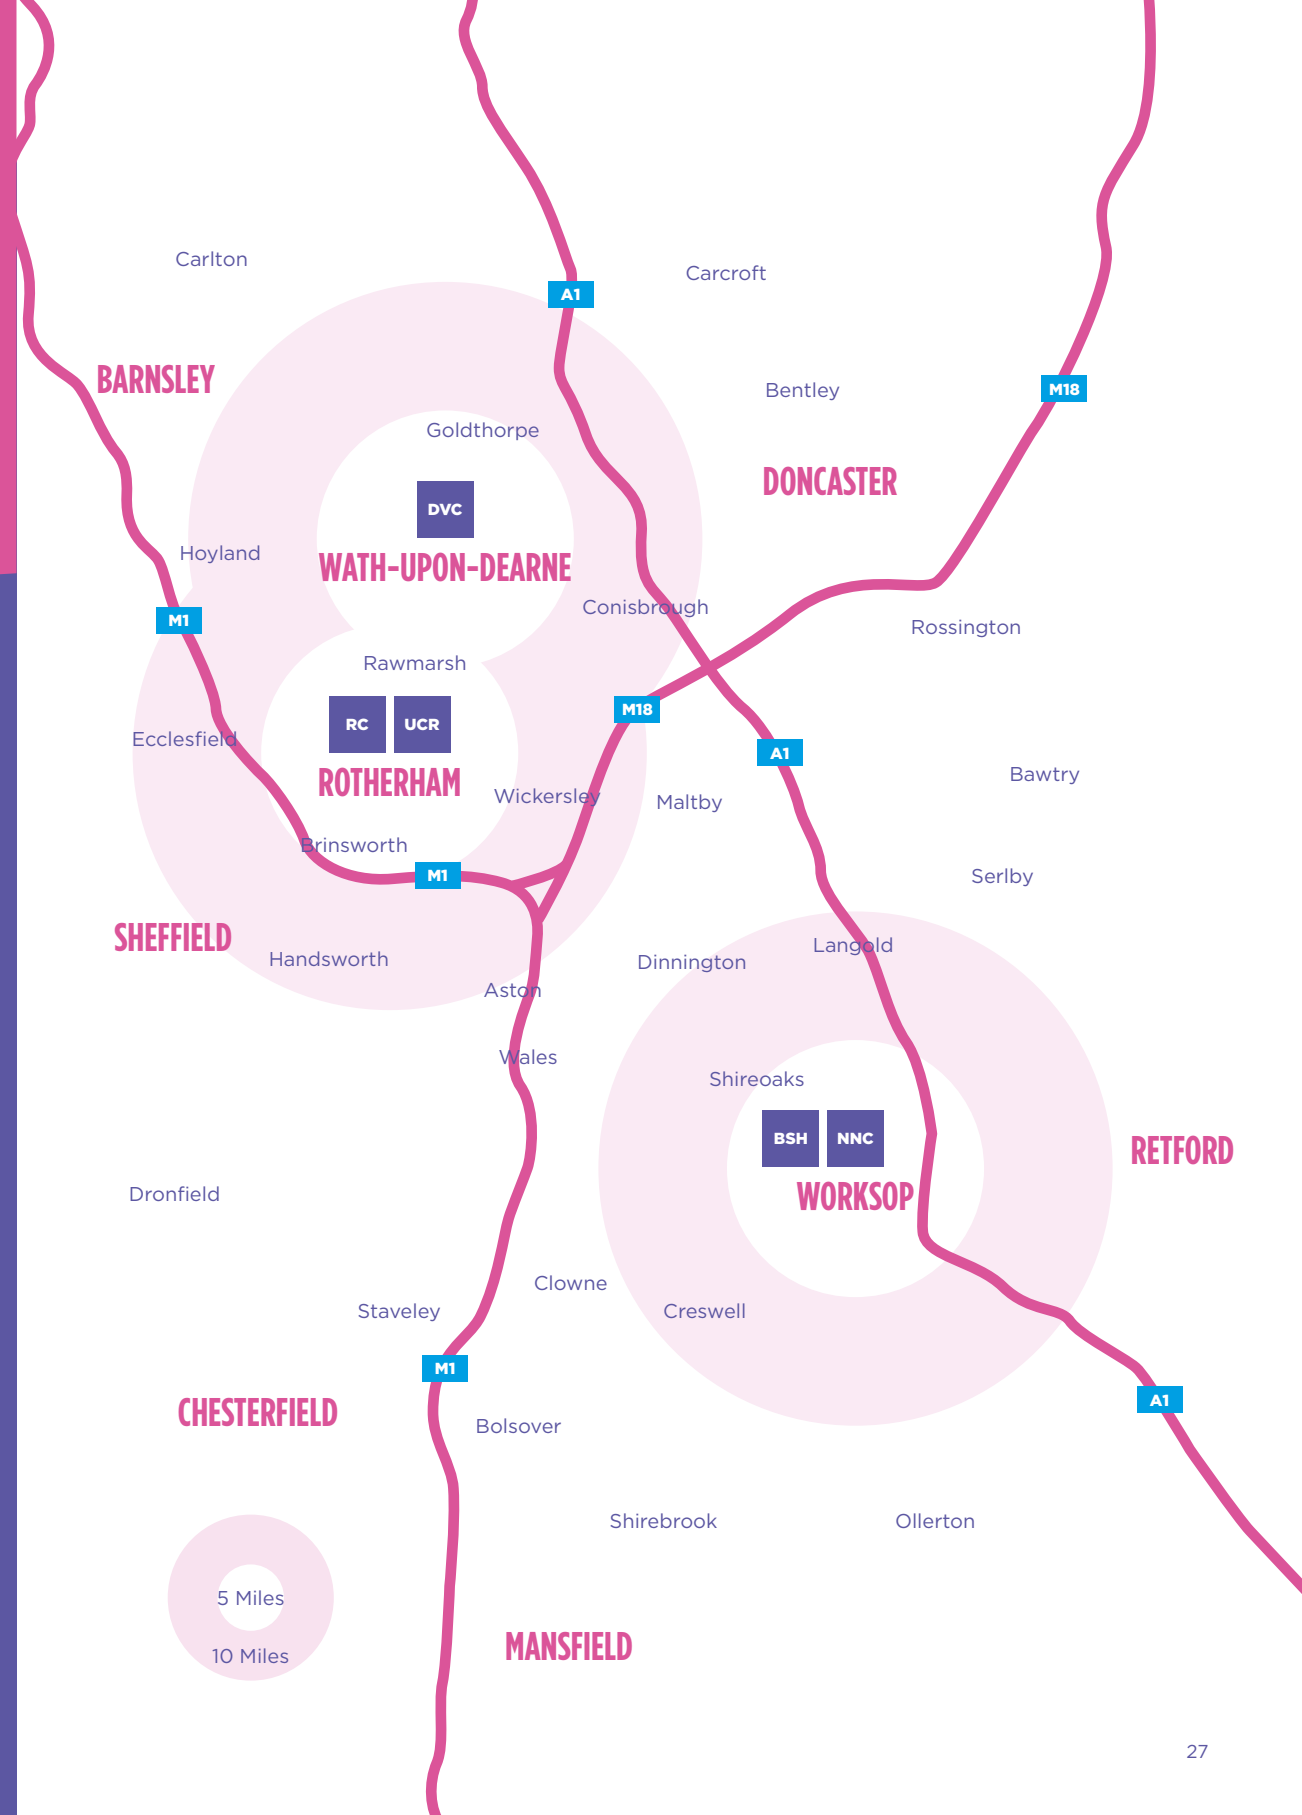 Carlton
Carcroft
A1
BARNSLEY
Bentley
M18
Goldthorpe
DONCASTER
DVC
Hoyland
WATH-UPON-DEARNE
Conisbrough
M1
Rossington
Rawmarsh
M18
RC
UCR
Ecclesfield
A1
ROTHERHAM
Bawtry
Wickersley
Maltby
Brinsworth
M1
Serlby
SHEFFIELD
Langold
Handsworth
Dinnington
Aston
Wales
Shireoaks
BSH
NNC
RETFORD
Dronfield
WORKSOP
Clowne
Staveley
Creswell
M1
A1
CHESTERFIELD
Bolsover
Shirebrook
Ollerton
5 Miles
10 Miles
MANSFIELD
27